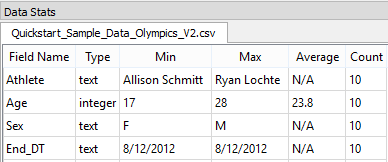 Data Stats
Quickstart_Sample_Data_Olympics_V2.csv
Field Name Type Min Max Average Count
Athlete text Allison Schmitt Ryan Lochte N/A 10
Age integer 17 28 23.8 10
Sex text F M N/A 10
End_DT text 8/12/2012 8/12/2012 N/A 10